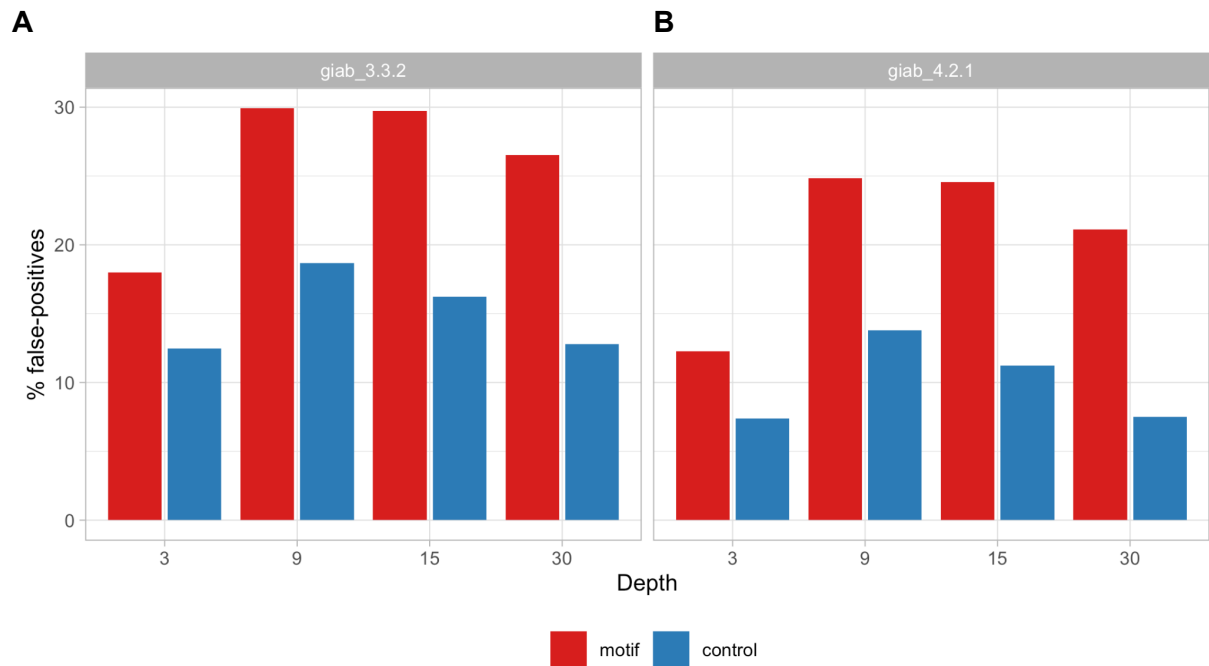 A
B
giab_3.3.2
giab_4.2.1
% false-positives
30
20
10
0
3 9 15 30
3 9 15 30
Depth
motif control